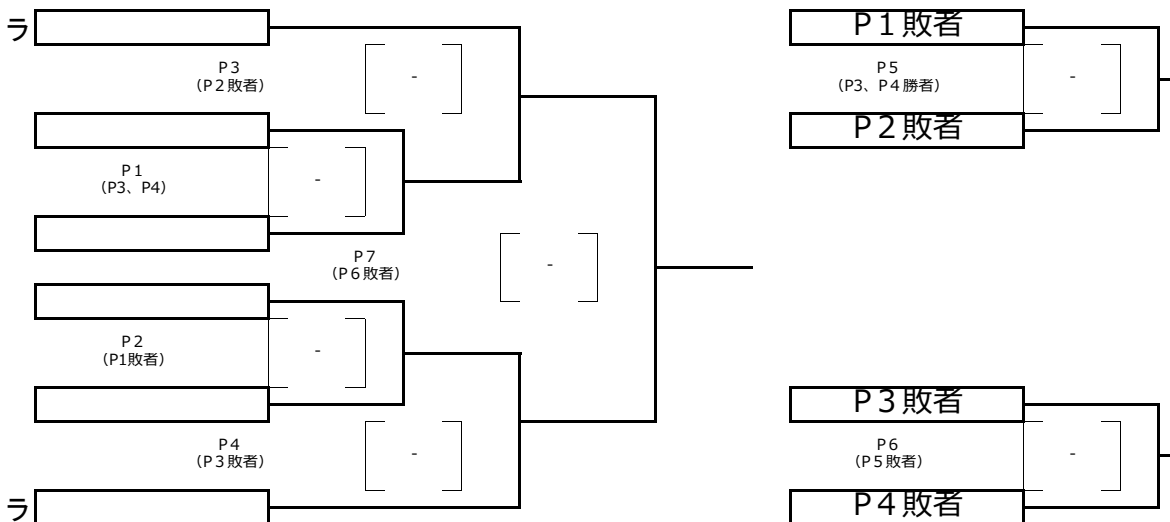 ラ
P3
(P2敗者)
-
P1
(P3、P4)
-
P7
(P6敗者)
-
P2
(P1敗者)
-
P4
(P3敗者)
-
ラ
P1敗者
P5
(P3、P4勝者)
-
P2敗者
P3敗者
P6
(P5敗者)
-
P4敗者